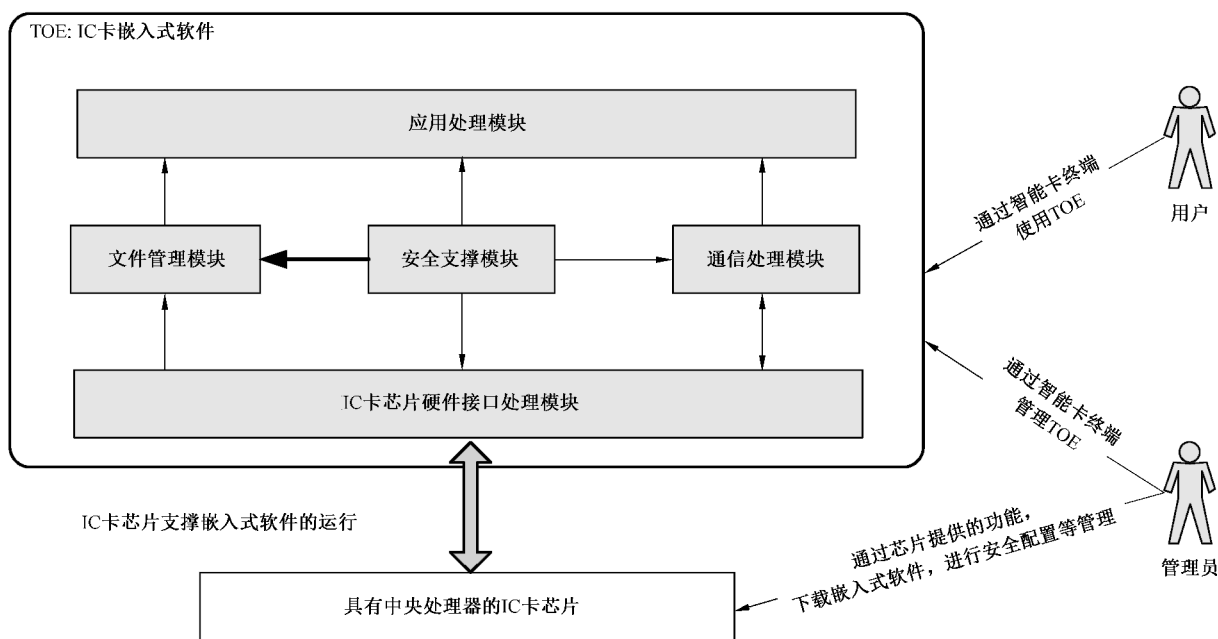 TOE: IC卡嵌入式软件
应用处理模块
文件管理模块
安全支撑模块
通信处理模块
IC卡芯片硬件接口处理模块
通过智能卡终端
使用TOE
用户
通过智能卡终端
管理TOE
IC卡芯片支撑嵌入式软件的运行
通过芯片提供的功能，
下载嵌入式软件，进行安全配置等管理
管理员
具有中央处理器的IC卡芯片